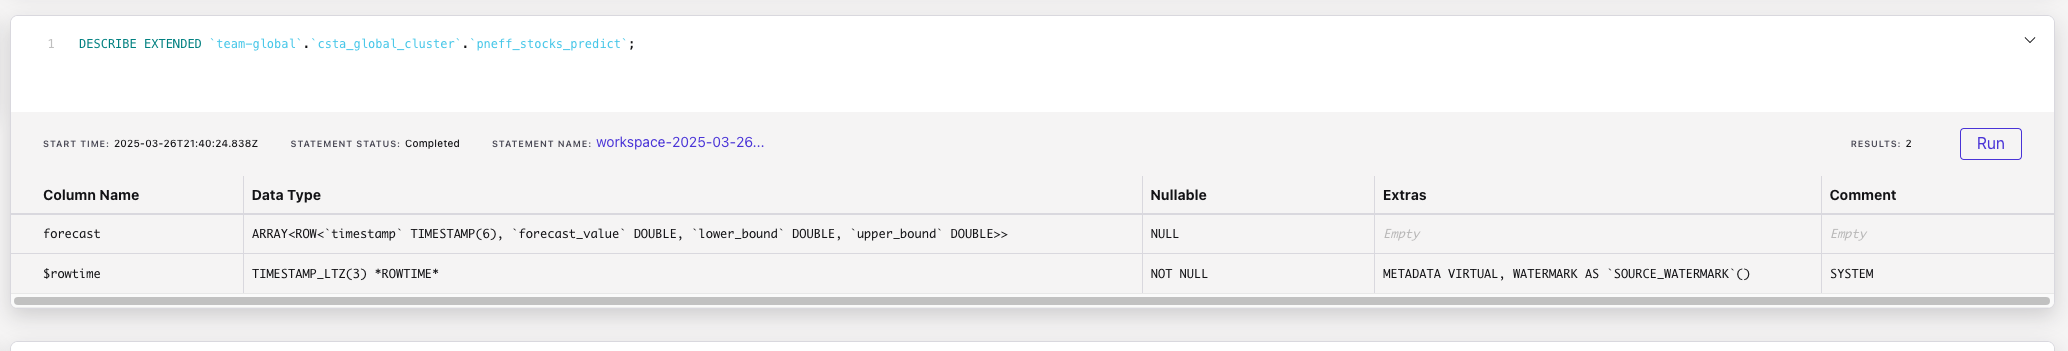 1 DESCRIBE EXTENDED `team-global`.`csta_global_cluster`.`pneff_stocks_predict`;
START TIME: 2025-03-26T21:40:24.838Z STATEMENT STATUS: Completed STATEMENT NAME: workspace-2025-03-26... RESULTS: 2 Run
Column Name Data Type Nullable Extras Comment
forecast ARRAY<ROW<`timestamp` TIMESTAMP(6), `forecast_value` DOUBLE, `lower_bound` DOUBLE, `upper_bound` DOUBLE>> NULL Empty Empty
$rowtime TIMESTAMP_LTZ(3) *ROWTIME* NOT NULL METADATA VIRTUAL, WATERMARK AS `SOURCE_WATERMARK`() SYSTEM